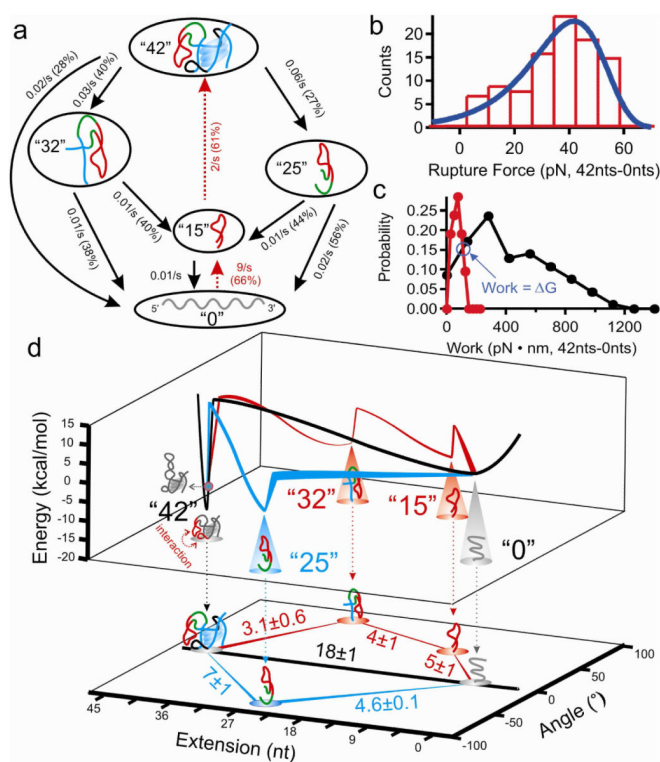 a
"42"
0.02/s (28%)
0.03/s (40%)
0.06/s (27%)
2/s (61%)
"32"
"25"
"15"
0.01/s (40%)
0.01/s (38%)
0.01/s (44%)
0.02/s (56%)
0.01/s
9/s
(66%)
5'
"0"
3'
b
Counts
20
15
10
5
0
0 20 40 60
Rupture Force (pN, 42nts-0nts)
c
Probability
0.25
0.20
0.15
0.10
0.05
0.00
Work = ΔG
0 400 800 1200
Work (pN • nm, 42nts-0nts)
d
Energy (kcal/mol)
15
10
5
0
-5
-10
-15
-20
"42"
interaction
"25"
"32"
"15"
"0"
3.1±0.6
4±1
18±1
5±1
7±1
4.6±0.1
45 36 27 18 9 0
Extension (nt)
-100
-50
0
50
100
Angle (°)